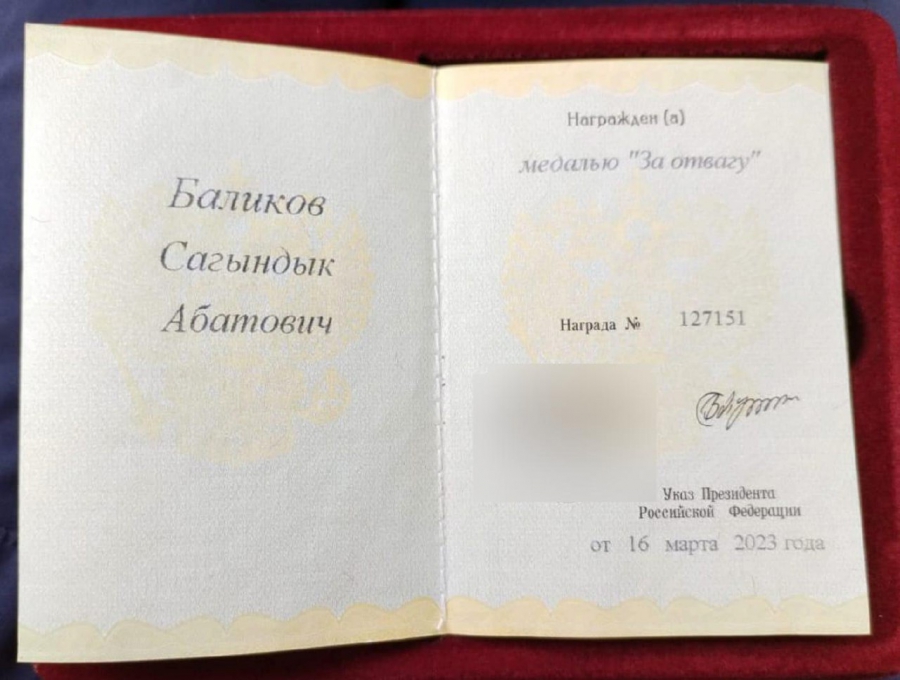 Баликов
Сагындык
Абатович
Награжден (а)
медалью "За отвагу"
Награда № 127151
Указ Президента
Российской Федерации
от 16 марта 2023 года